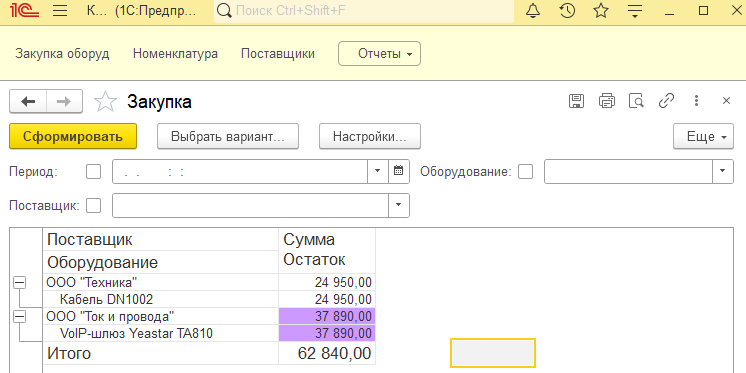 1С К... (1С:Предпр... Поиск Ctrl+Shift+F
Закупка оборуд Номенклатура Поставщики Отчеты
Закупка
Сформировать Выбрать вариант... Настройки... Еще
Период: . . : : Оборудование:
Поставщик:
Поставщик Сумма
Оборудование Остаток
ООО "Техника" 24 950,00
Кабель DN1002 24 950,00
ООО "Ток и провода" 37 890,00
VoIP-шлюз Yeastar TA810 37 890,00
Итого 62 840,00